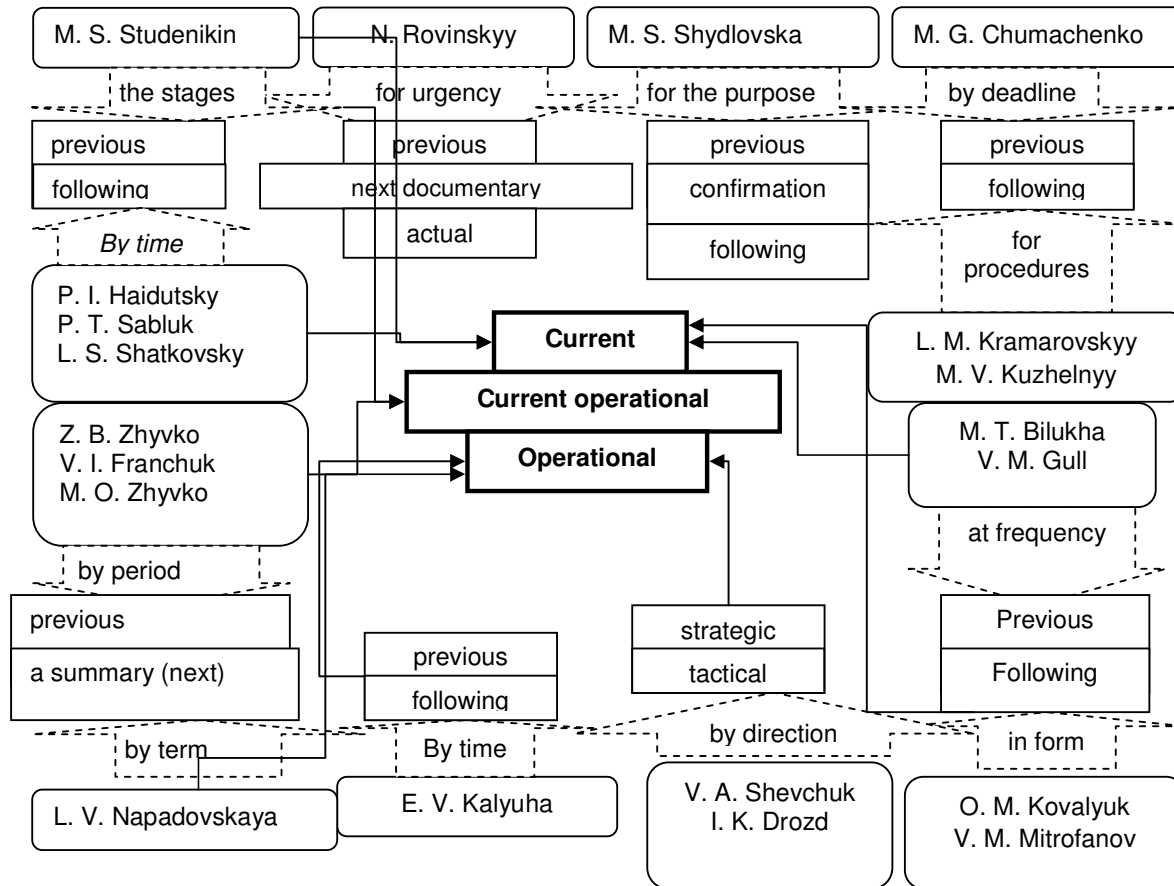 M. S. Studenikin
N. Rovinskyy
M. S. Shydlovska
M. G. Chumachenko
the stages
for urgency
for the purpose
by deadline
previous
following
previous
next documentary
actual
previous
confirmation
following
previous
following
By time
for
procedures
P. I. Haidutsky
P. T. Sabluk
L. S. Shatkovsky
Current
Current operational
Operational
L. M. Kramarovskyy
M. V. Kuzhelnyy
Z. B. Zhyvko
V. I. Franchuk
M. O. Zhyvko
M. T. Bilukha
V. M. Gull
by period
at frequency
previous
a summary (next)
previous
following
strategic
tactical
Previous
Following
by term
By time
by direction
in form
L. V. Napadovskaya
E. V. Kalyuha
V. A. Shevchuk
I. K. Drozd
O. M. Kovalyuk
V. M. Mitrofanov